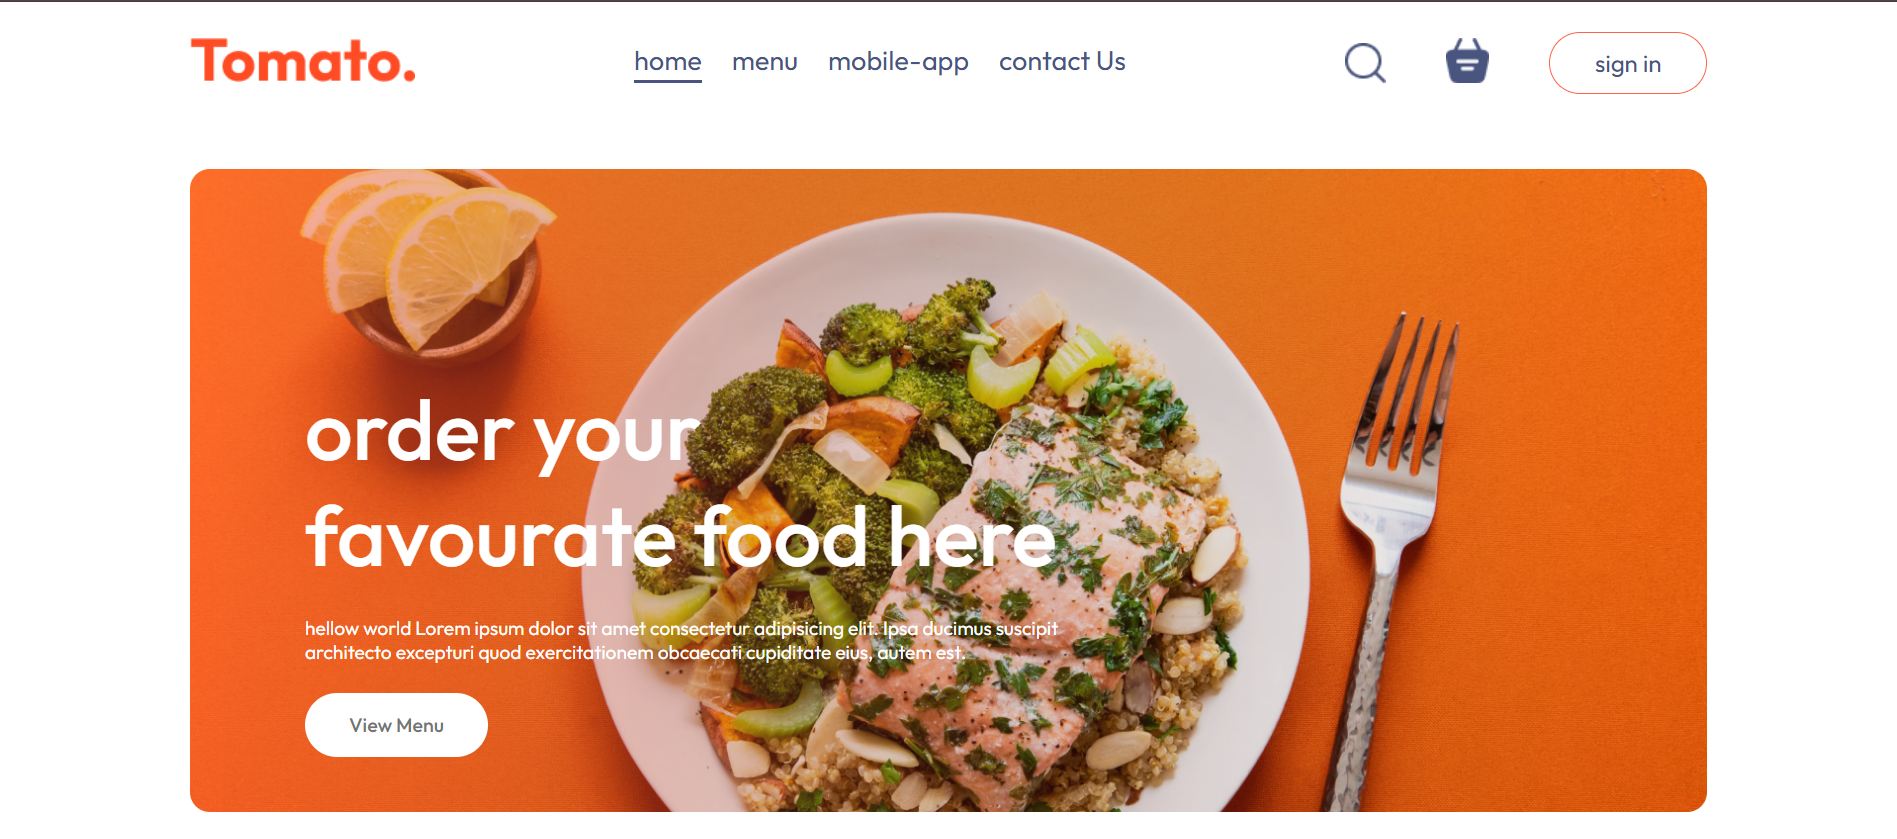 Tomato.
home menu mobile-app contact Us
sign in
order your
favourate food here
hellow world Lorem ipsum dolor sit amet consectetur adipisicing elit. Ipsa ducimus suscipit
architecto excepturi quod exercitationem obcaecati cupiditate eius, autem est.
View Menu